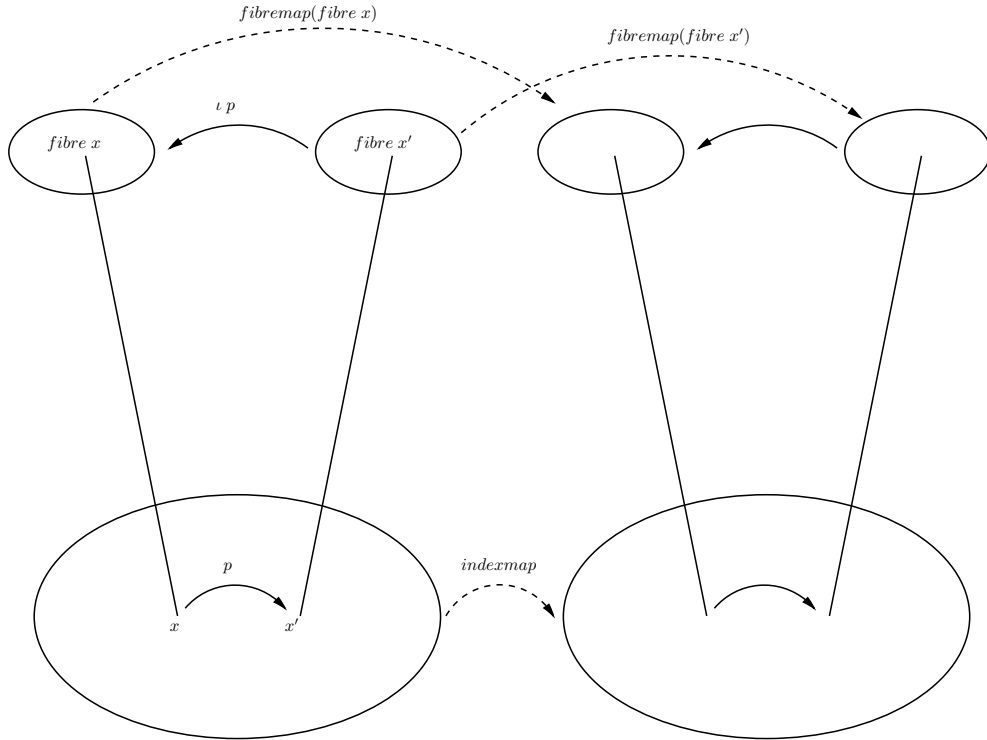 fibremap(fibre x)
fibremap(fibre x′)
ι p
fibre x
fibre x′
indexmap
p
x
x′